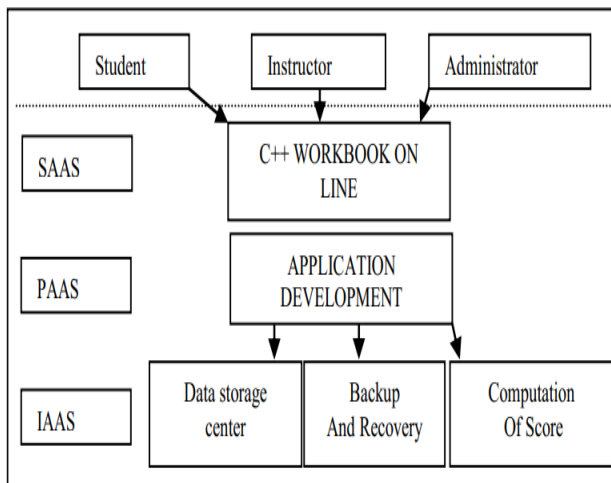 Student
Instructor
Administrator
SAAS
C++ WORKBOOK ON
LINE
PAAS
APPLICATION
DEVELOPMENT
IAAS
Data storage
center
Backup
And Recovery
Computation
Of Score